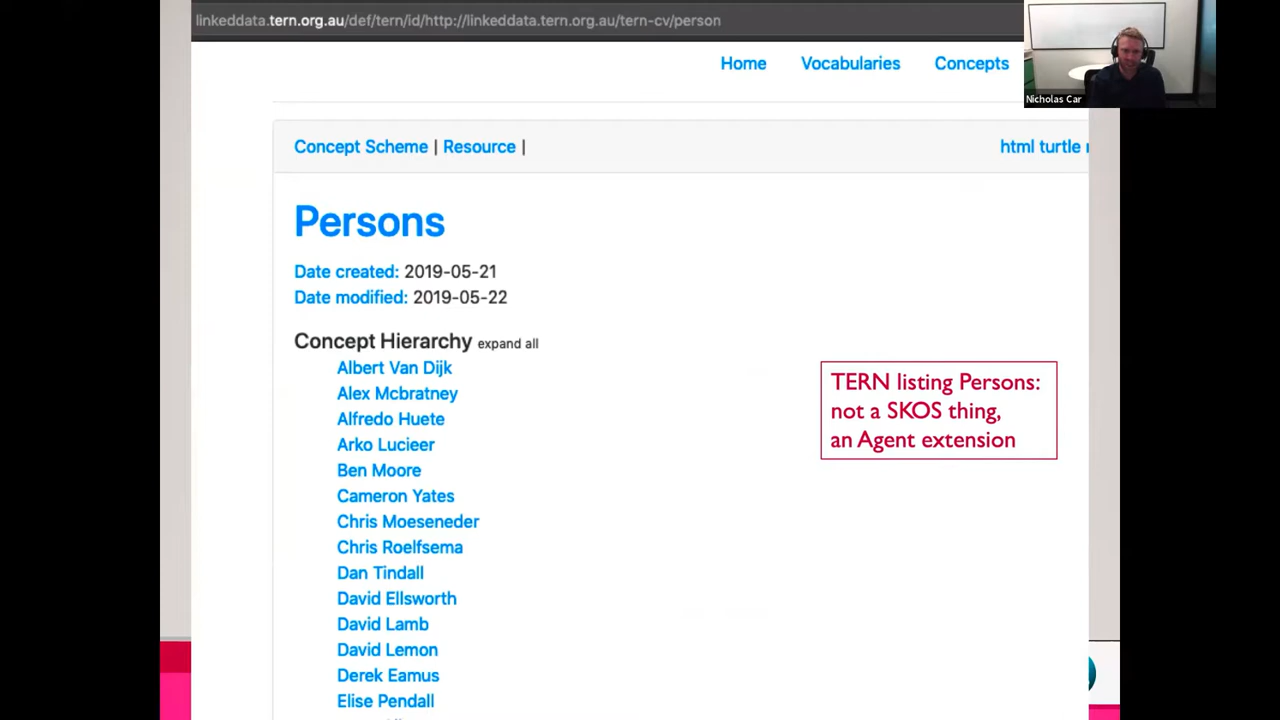 linkeddata.tern.org.au/def/tern/id/http://linkeddata.tern.org.au/tern-cv/person
Home Vocabularies Concepts
Nicholas Car
Concept Scheme | Resource |
html turtle
Persons
Date created: 2019-05-21
Date modified: 2019-05-22
Concept Hierarchy expand all
Albert Van Dijk
Alex Mcbratney
Alfredo Huete
Arko Lucieer
Ben Moore
Cameron Yates
Chris Moeseneder
Chris Roelfsema
Dan Tindall
David Ellsworth
David Lamb
David Lemon
Derek Eamus
Elise Pendall
TERN listing Persons:
not a SKOS thing,
an Agent extension